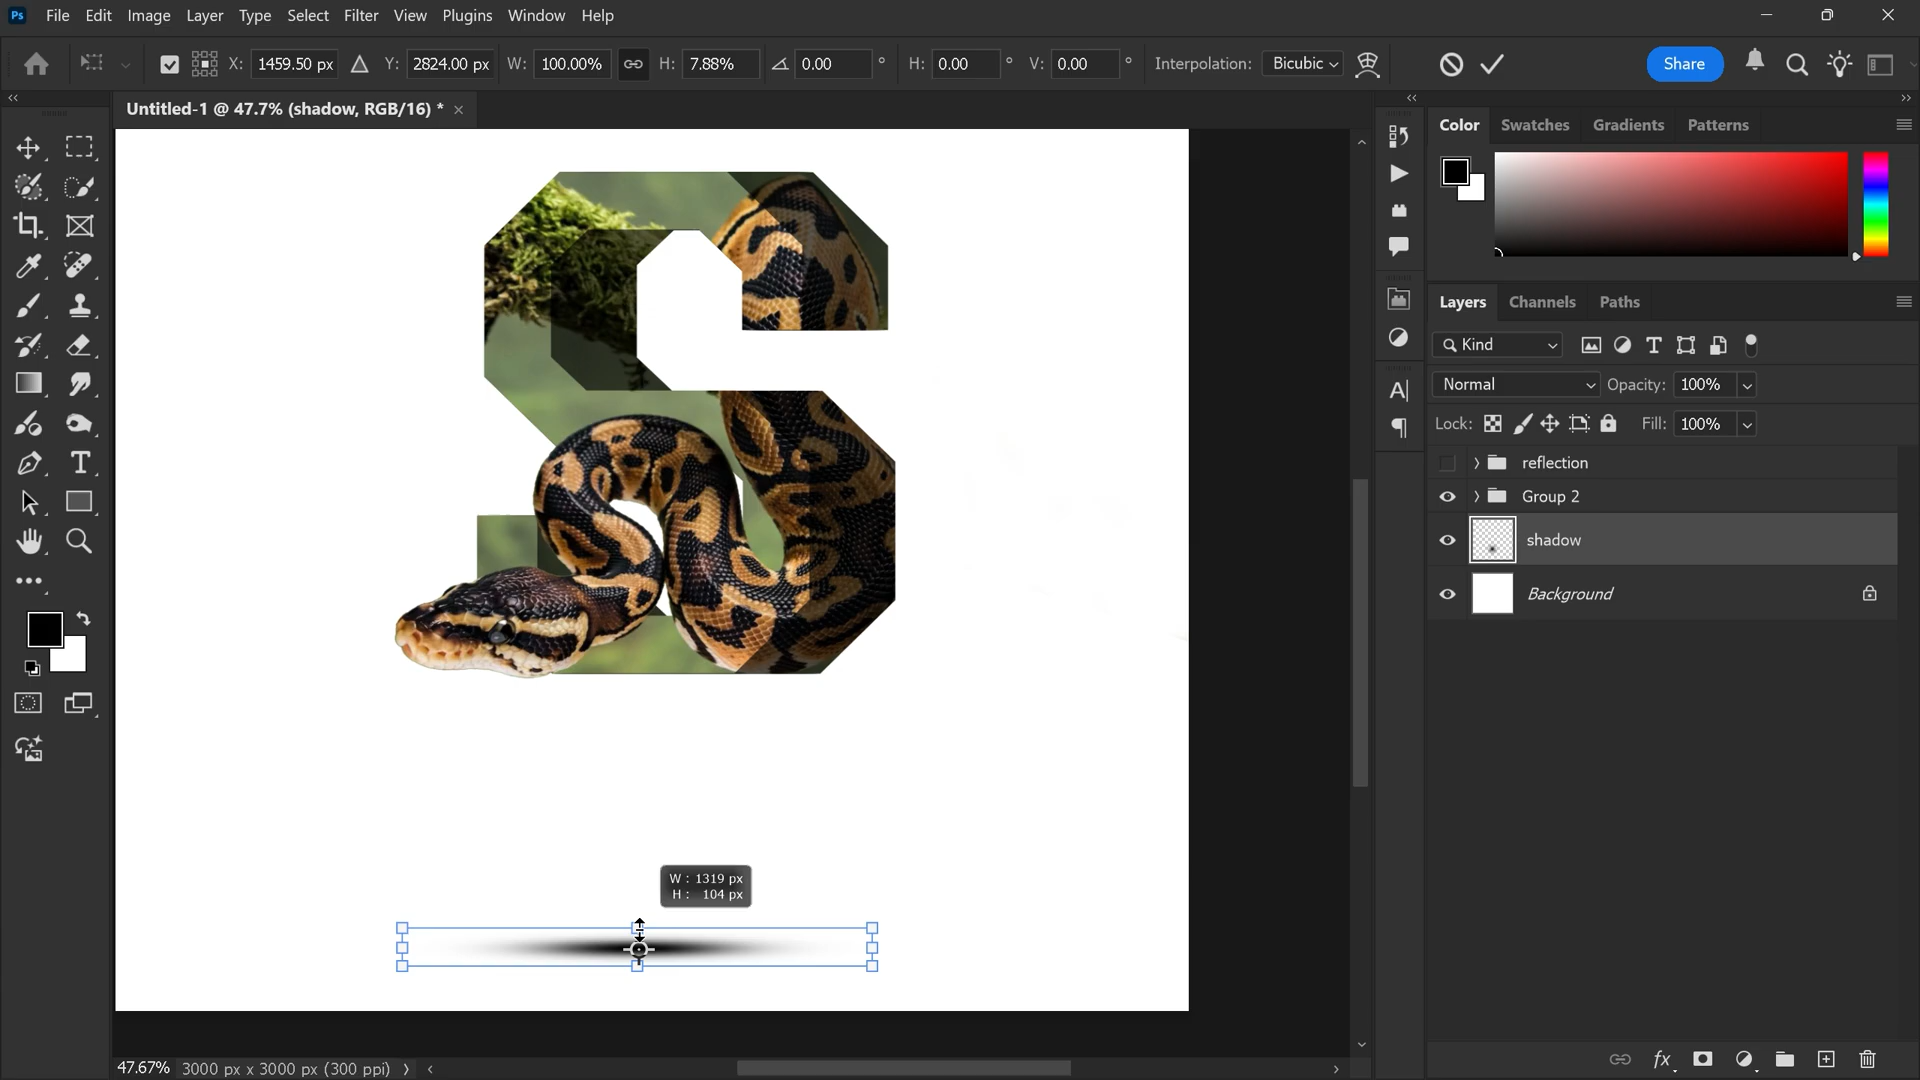 Ps File Edit Image Layer Type Select Filter View Plugins Window Help
X: 1459.50 px Y: 2824.00 px W: 100.00% H: 7.88% 0.00 ° H: 0.00 ° V: 0.00 ° Interpolation: Bicubic Share
Untitled-1 @ 47.7% (shadow, RGB/16) *
Color Swatches Gradients Patterns
Layers Channels Paths
Kind
Normal Opacity: 100%
Lock: Fill: 100%
reflection
Group 2
shadow
Background
W : 1319 px
H : 104 px
47.67% 3000 px x 3000 px (300 ppi)